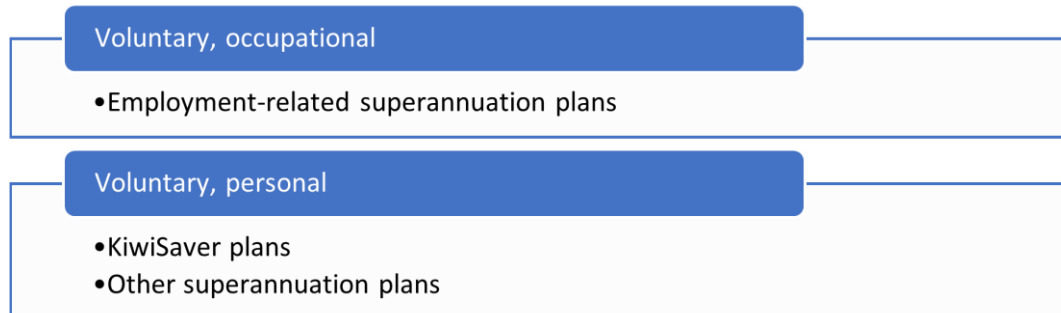 Voluntary, occupational
•Employment-related superannuation plans
Voluntary, personal
•KiwiSaver plans
•Other superannuation plans